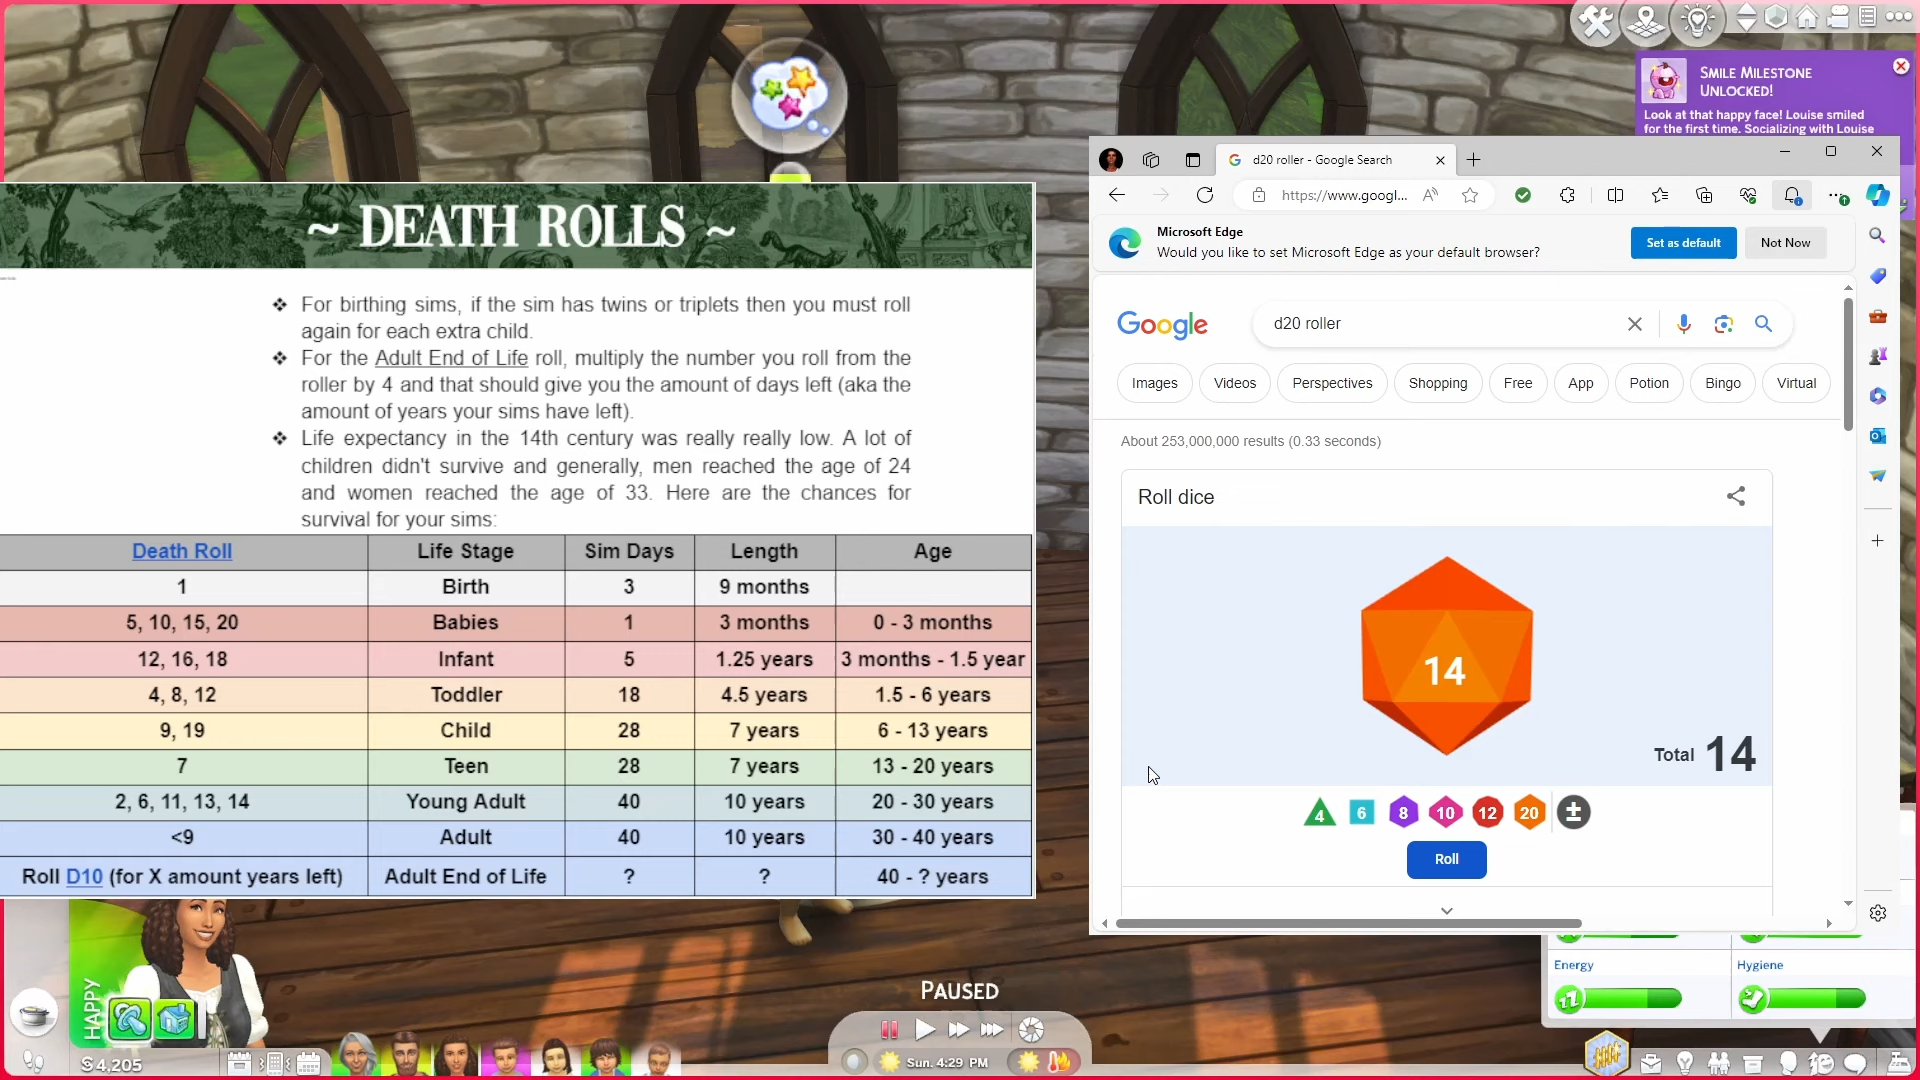 SMILE MILESTONE
UNLOCKED!
Look at that happy face! Louise smiled
for the first time. Socializing with Louise
d20 roller - Google Search
https://www.googl...
Microsoft Edge
Would you like to set Microsoft Edge as your default browser?
Set as default
Not Now
~ DEATH ROLLS ~
❖ For birthing sims, if the sim has twins or triplets then you must roll
again for each extra child.
❖ For the Adult End of Life roll, multiply the number you roll from the
roller by 4 and that should give you the amount of days left (aka the
amount of years your sims have left).
❖ Life expectancy in the 14th century was really really low. A lot of
children didn't survive and generally, men reached the age of 24
and women reached the age of 33. Here are the chances for
survival for your sims:
Death Roll Life Stage Sim Days Length Age
1 Birth 3 9 months
5, 10, 15, 20 Babies 1 3 months 0 - 3 months
12, 16, 18 Infant 5 1.25 years 3 months - 1.5 year
4, 8, 12 Toddler 18 4.5 years 1.5 - 6 years
9, 19 Child 28 7 years 6 - 13 years
7 Teen 28 7 years 13 - 20 years
2, 6, 11, 13, 14 Young Adult 40 10 years 20 - 30 years
<9 Adult 40 10 years 30 - 40 years
Roll D10 (for X amount years left) Adult End of Life ? ? 40 - ? years
Google
d20 roller
Images Videos Perspectives Shopping Free App Potion Bingo Virtual
About 253,000,000 results (0.33 seconds)
Roll dice
14
Total 14
4 6 8 10 12 20
Roll
Energy Hygiene
HAPPY
PAUSED
§4,205
Sun. 4:29 PM